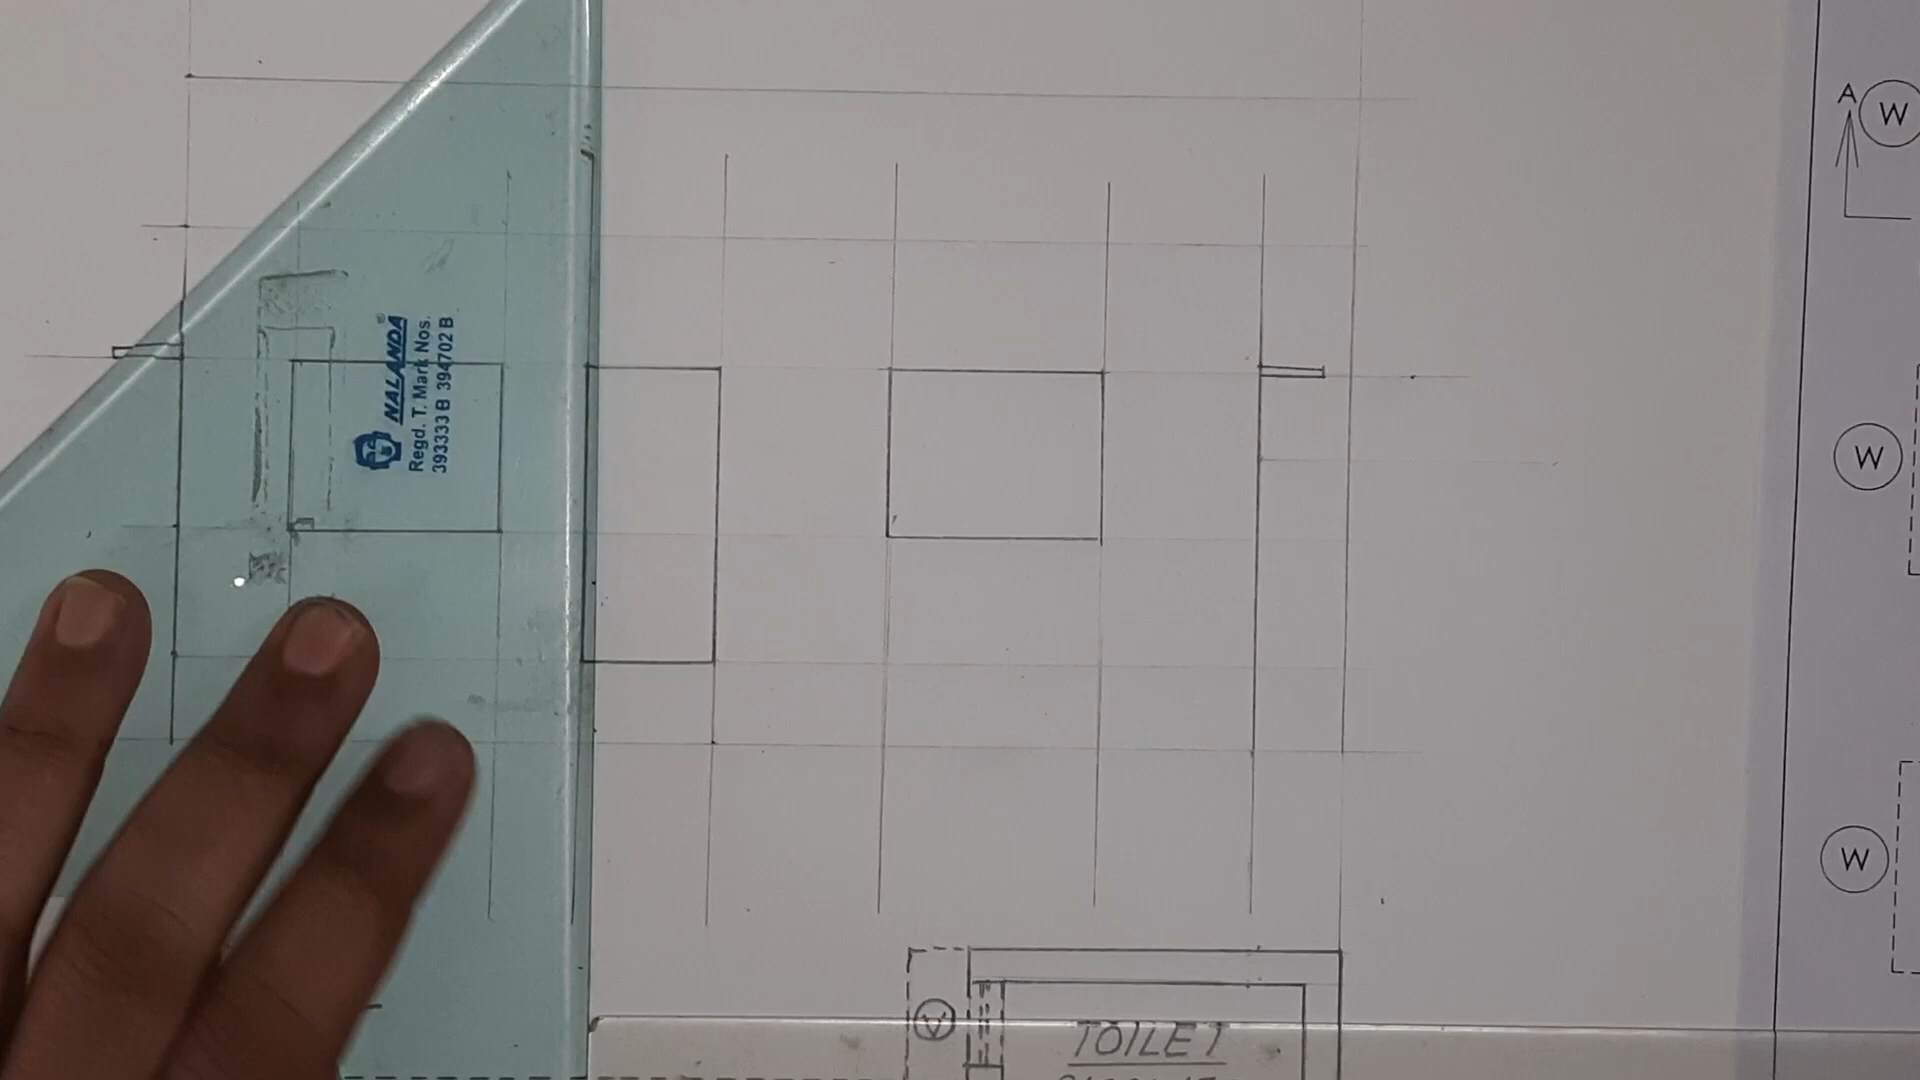 A
W
NALANDA®
Regd. T. Mark Nos.
393333 B 394702 B
W
W
V
TOILET